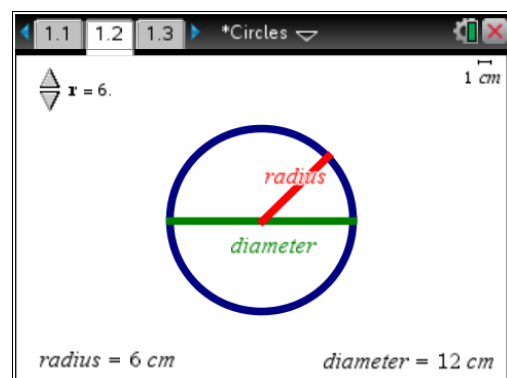 1.1 1.2 1.3 *Circles
1 cm
r = 6.
radius
diameter
radius = 6 cm diameter = 12 cm